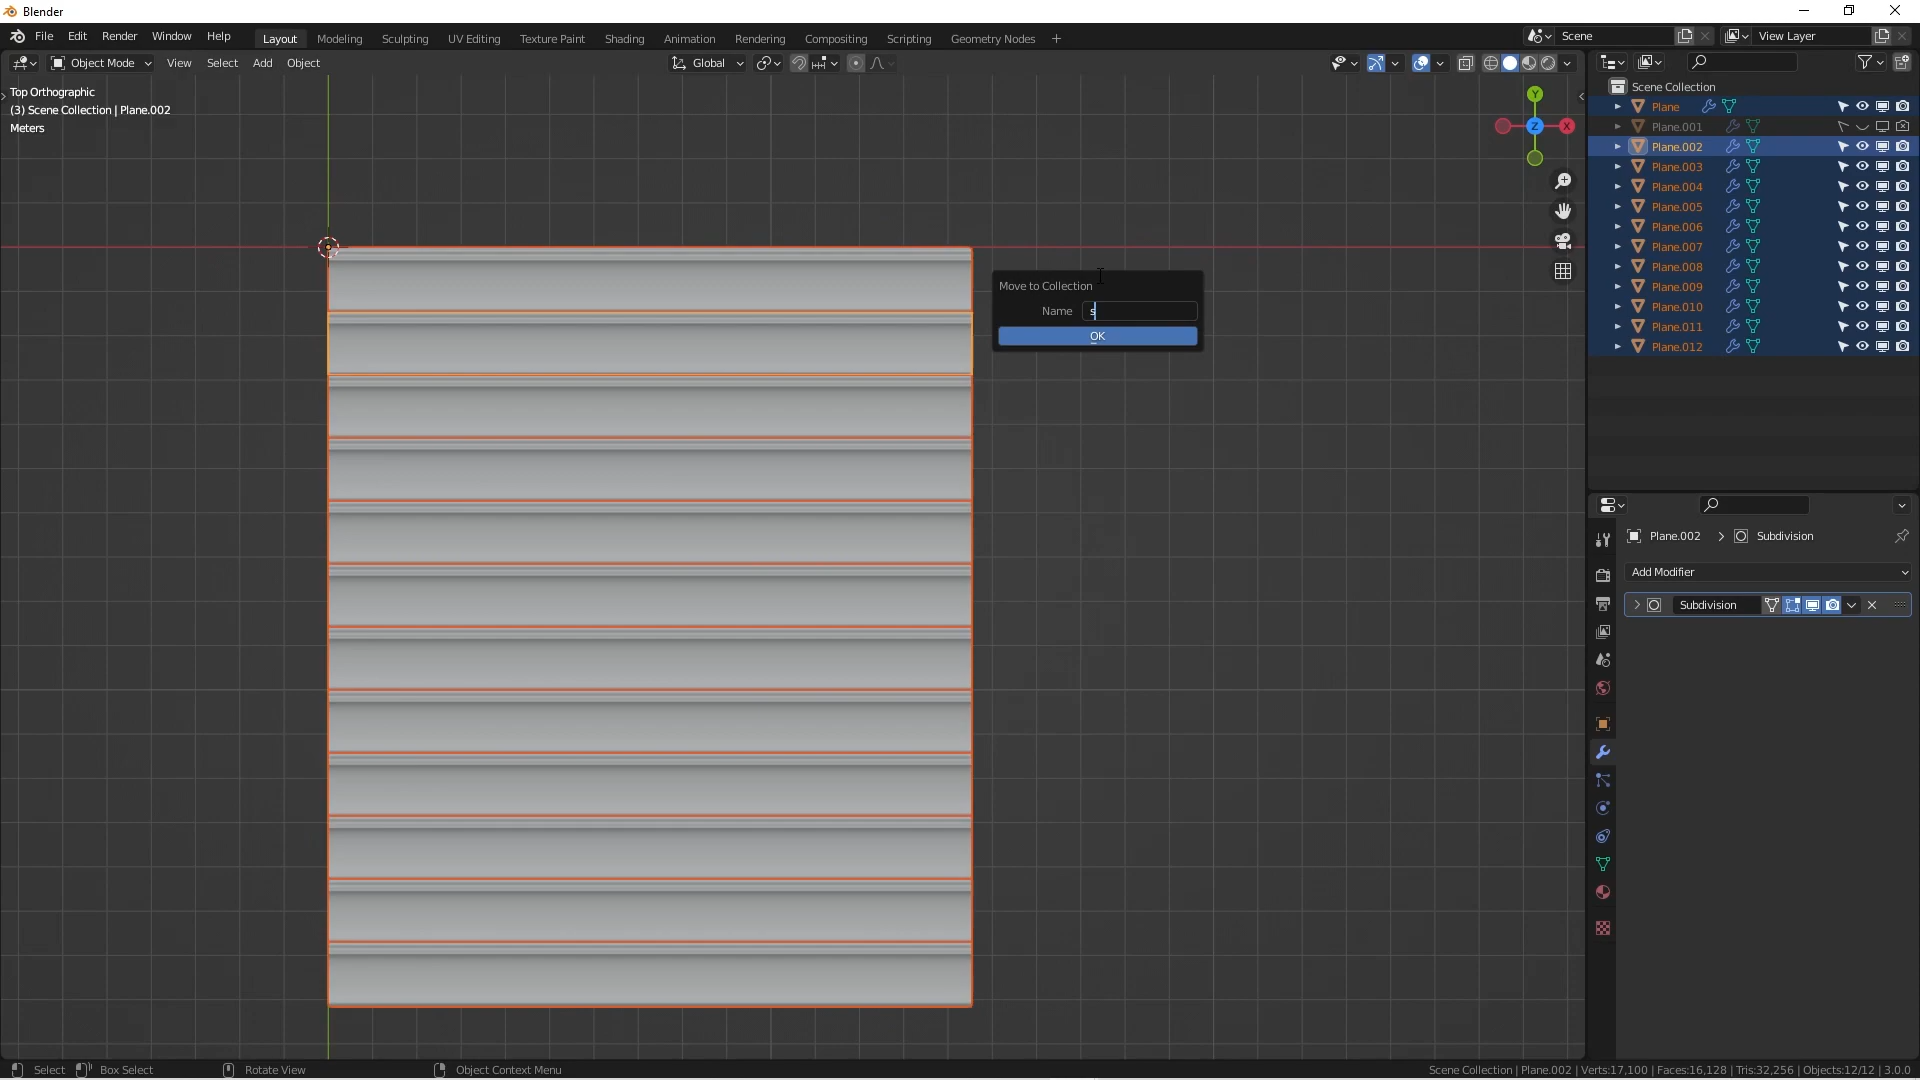 Blender
File Edit Render Window Help Layout Modeling Sculpting UV Editing Texture Paint Shading Animation Rendering Compositing Scripting Geometry Nodes + Scene View Layer
Object Mode View Select Add Object Global
Top Orthographic
(3) Scene Collection | Plane.002
Meters
Y
Z
X
Move to Collection
Name s
OK
Scene Collection
Plane
Plane.001
Plane.002
Plane.003
Plane.004
Plane.005
Plane.006
Plane.007
Plane.008
Plane.009
Plane.010
Plane.011
Plane.012
Plane.002 > Subdivision
Add Modifier
Subdivision
Select Box Select Rotate View Object Context Menu Scene Collection | Plane.002 | Verts:17,100 | Faces:16,128 | Tris:32,256 | Objects:12/12 | 3.0.0